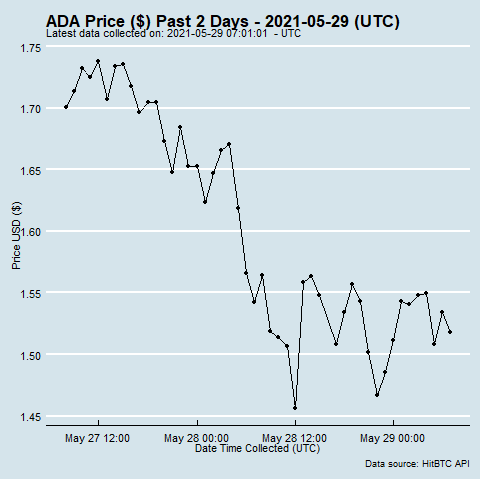 ADA Price ($) Past 2 Days - 2021-05-29 (UTC)
Latest data collected on: 2021-05-29 07:01:01  - UTC
Price USD ($)
1.75
1.70
1.65
1.60
1.55
1.50
1.45
May 27 12:00 May 28 00:00 May 28 12:00 May 29 00:00
Date Time Collected (UTC)
Data source: HitBTC API